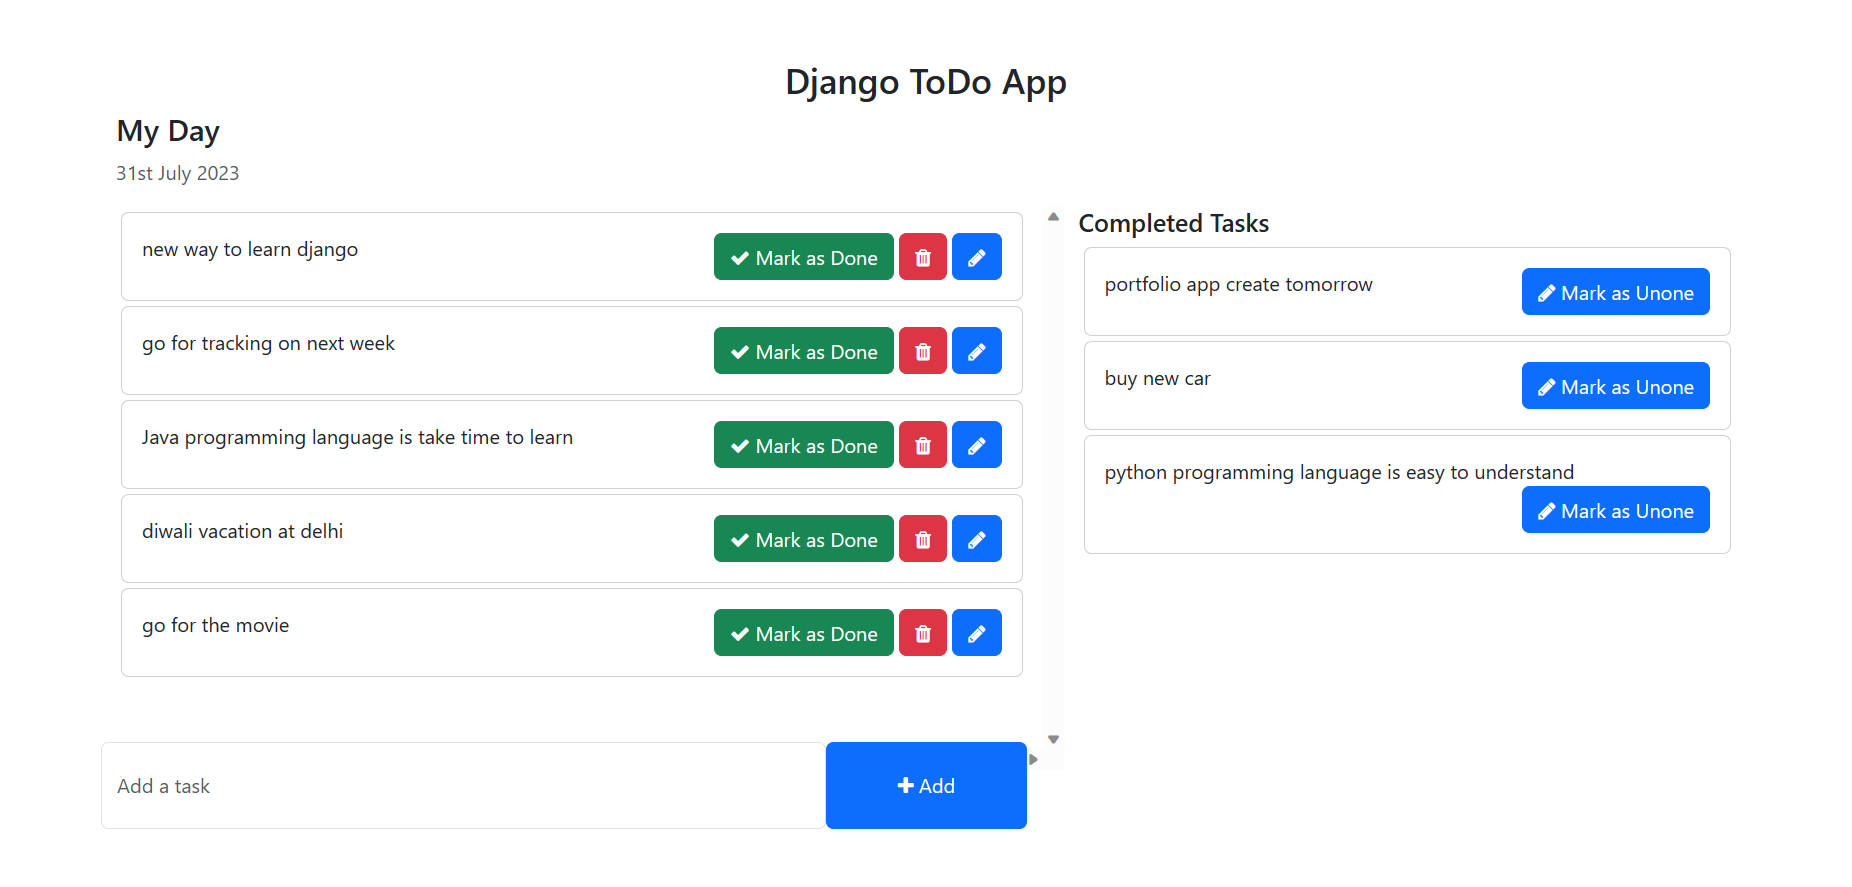 Django ToDo App
My Day
31st July 2023
new way to learn django
Mark as Done
go for tracking on next week
Mark as Done
Java programming language is take time to learn
Mark as Done
diwali vacation at delhi
Mark as Done
go for the movie
Mark as Done
Add a task
Add
Completed Tasks
portfolio app create tomorrow
Mark as Unone
buy new car
Mark as Unone
python programming language is easy to understand
Mark as Unone